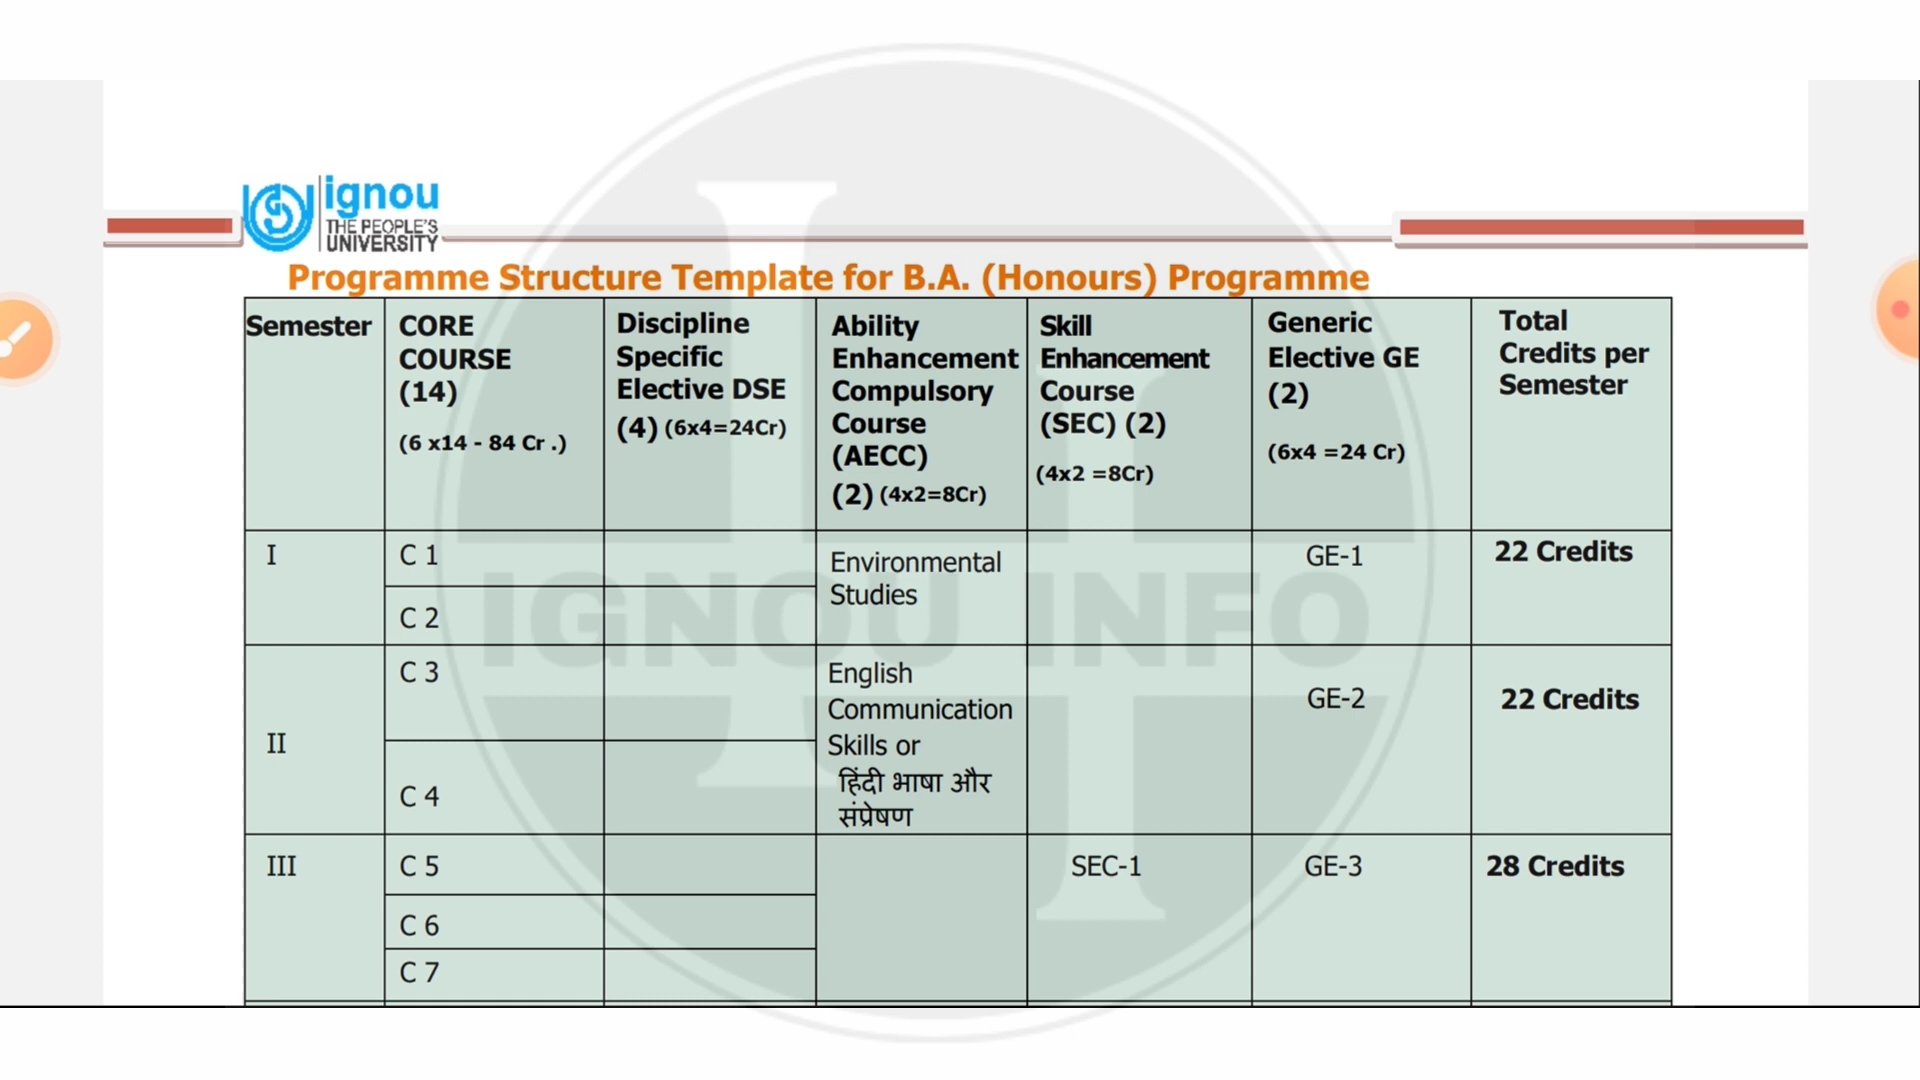 ignou
THE PEOPLE'S
UNIVERSITY
Programme Structure Template for B.A. (Honours) Programme
Semester
CORE
COURSE
(14)
(6 x14 - 84 Cr .)
Discipline
Specific
Elective DSE
(4) (6x4=24Cr)
Ability
Enhancement
Compulsory
Course
(AECC)
(2) (4x2=8Cr)
Skill
Enhancement
Course
(SEC) (2)
(4x2 =8Cr)
Generic
Elective GE
(2)
(6x4 =24 Cr)
Total
Credits per
Semester
I
C 1
C 2
Environmental
Studies
GE-1
22 Credits
II
C 3
C 4
English
Communication
Skills or
हिंदी भाषा और
संप्रेषण
GE-2
22 Credits
III
C 5
C 6
C 7
SEC-1
GE-3
28 Credits
IGNOU INFO